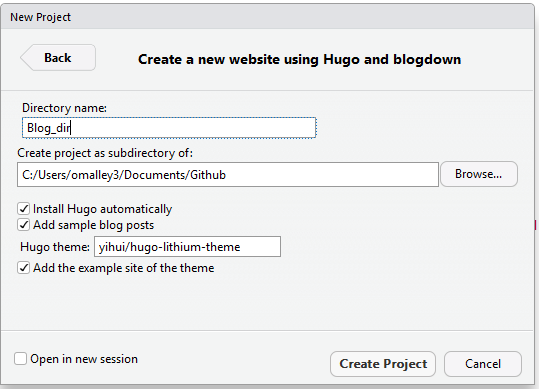 New Project
Back
Create a new website using Hugo and blogdown
Directory name:
Blog_dir
Create project as subdirectory of:
C:/Users/omalley3/Documents/Github
Browse...
Install Hugo automatically
Add sample blog posts
Hugo theme: yihui/hugo-lithium-theme
Add the example site of the theme
Open in new session
Create Project
Cancel